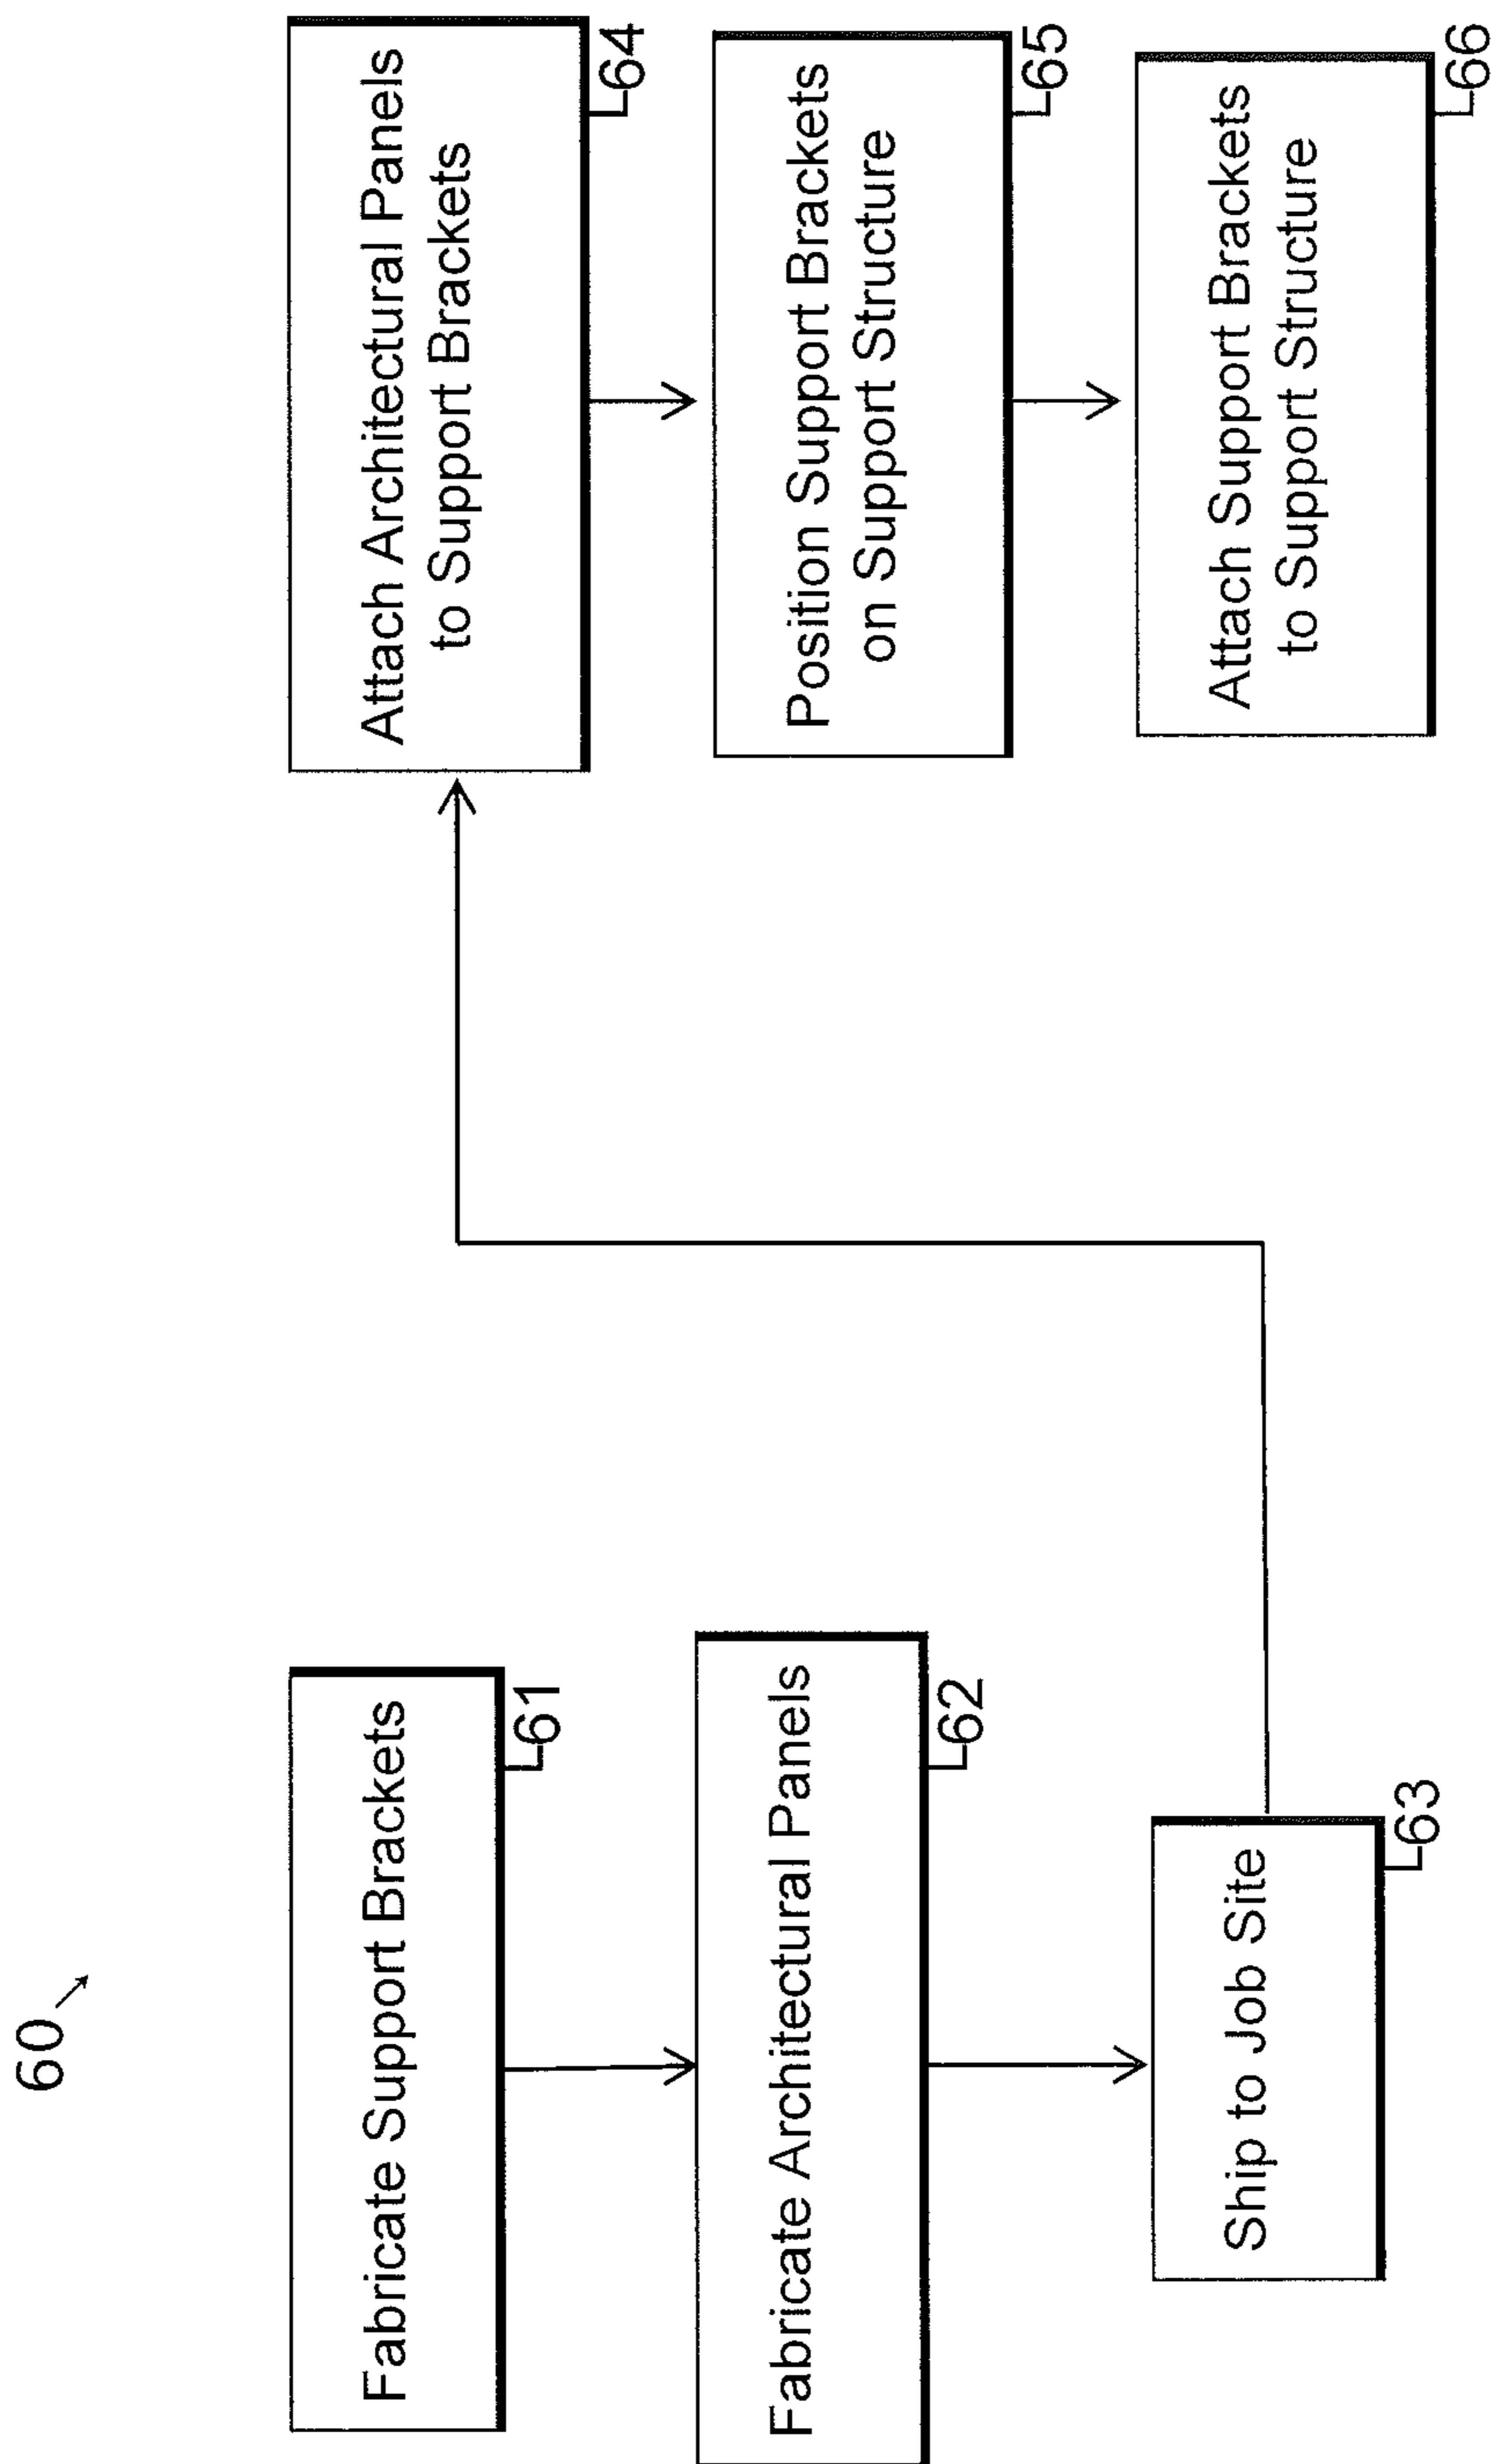 60
Fabricate Support Brackets
61
Fabricate Architectural Panels
62
Ship to Job Site
63
Attach Architectural Panels
to Support Brackets
64
Position Support Brackets
on Support Structure
65
Attach Support Brackets
to Support Structure
66